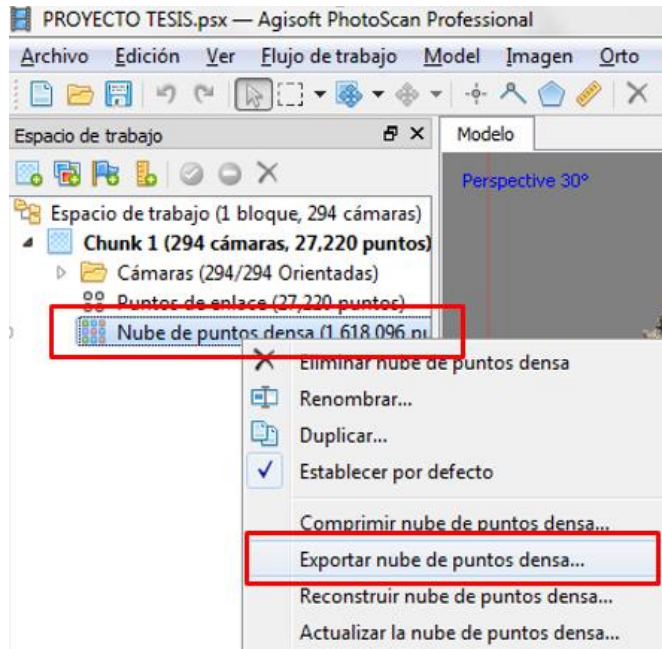 PROYECTO TESIS.psx — Agisoft PhotoScan Professional
Archivo Edición Ver Flujo de trabajo Model Imagen Orto
Espacio de trabajo
Modelo
Perspective 30°
Espacio de trabajo (1 bloque, 294 cámaras)
Chunk 1 (294 cámaras, 27,220 puntos)
Cámaras (294/294 Orientadas)
Puntos de enlace (27,220 puntos)
Nube de puntos densa (1,618,096 pu
Eliminar nube de puntos densa
Renombrar...
Duplicar...
Establecer por defecto
Comprimir nube de puntos densa...
Exportar nube de puntos densa...
Reconstruir nube de puntos densa...
Actualizar la nube de puntos densa...